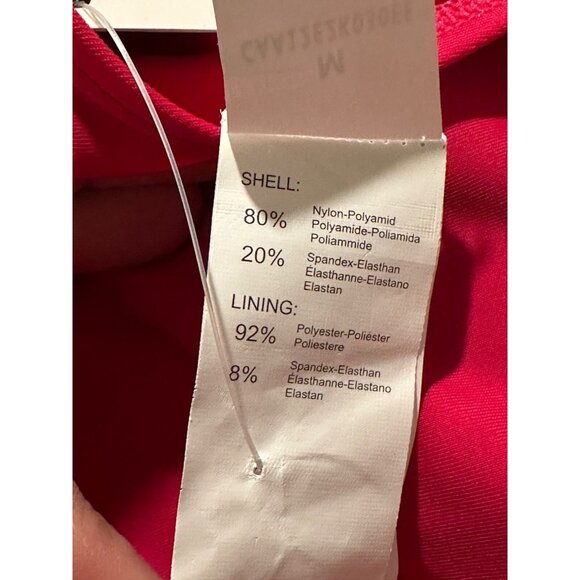 M
SHELL:
80% Nylon-Polyamid
Polyamide-Poliamida
Poliammide
20% Spandex-Elasthan
Élasthanne-Elastano
Elastan
LINING:
92% Polyester-Poliéster
Poliestere
8% Spandex-Elasthan
Élasthanne-Elastano
Elastan